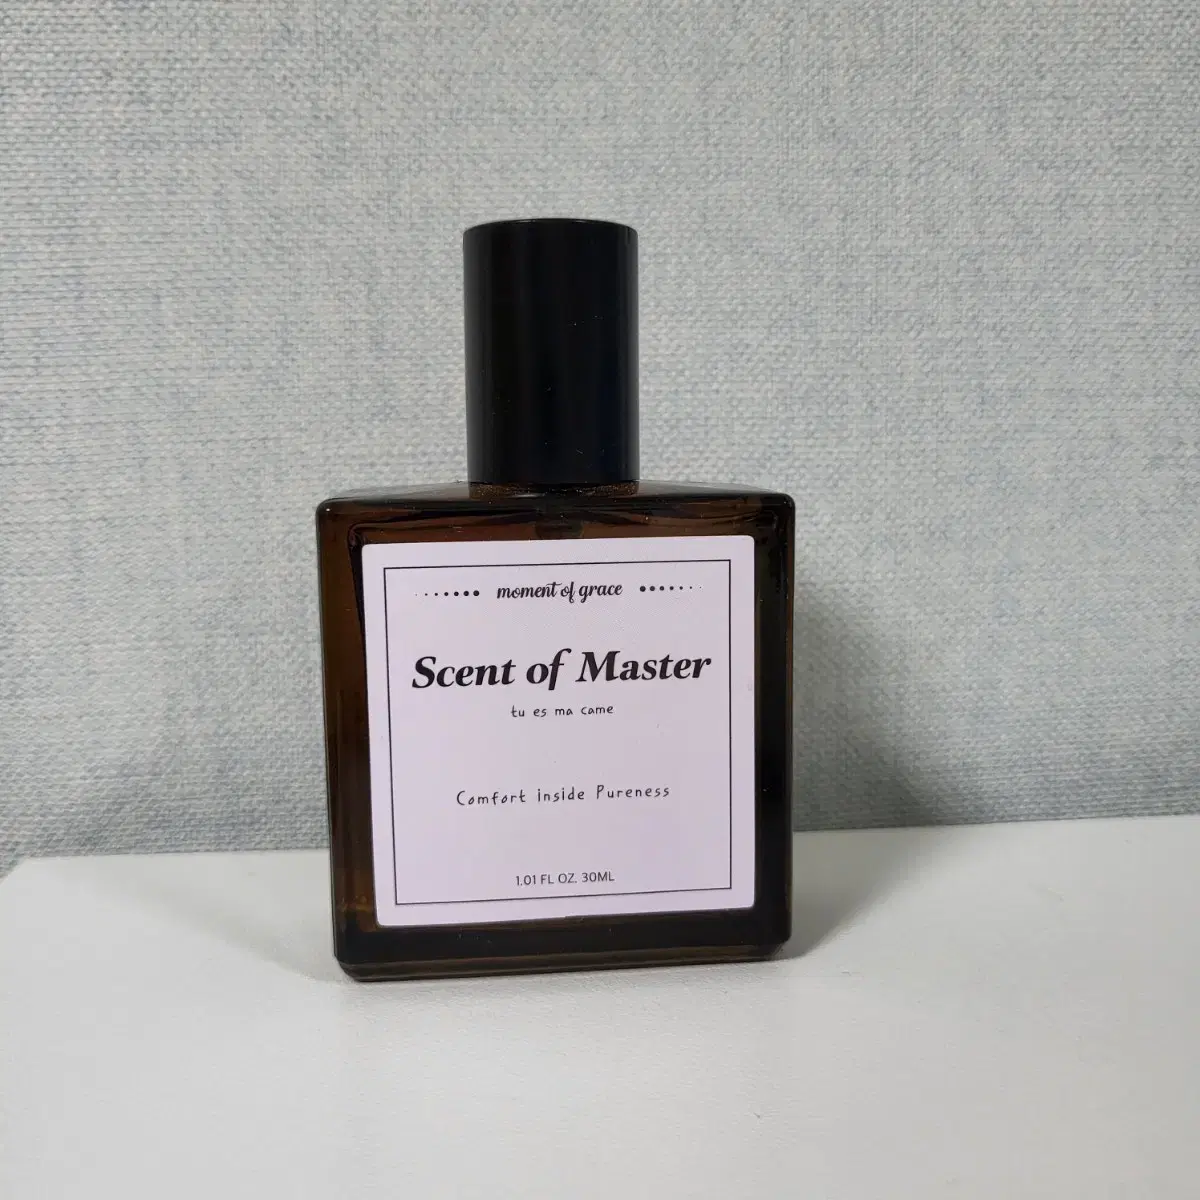 moment of grace
Scent of Master
tu es ma came
Comfort inside Pureness
1.01 FL OZ. 30ML